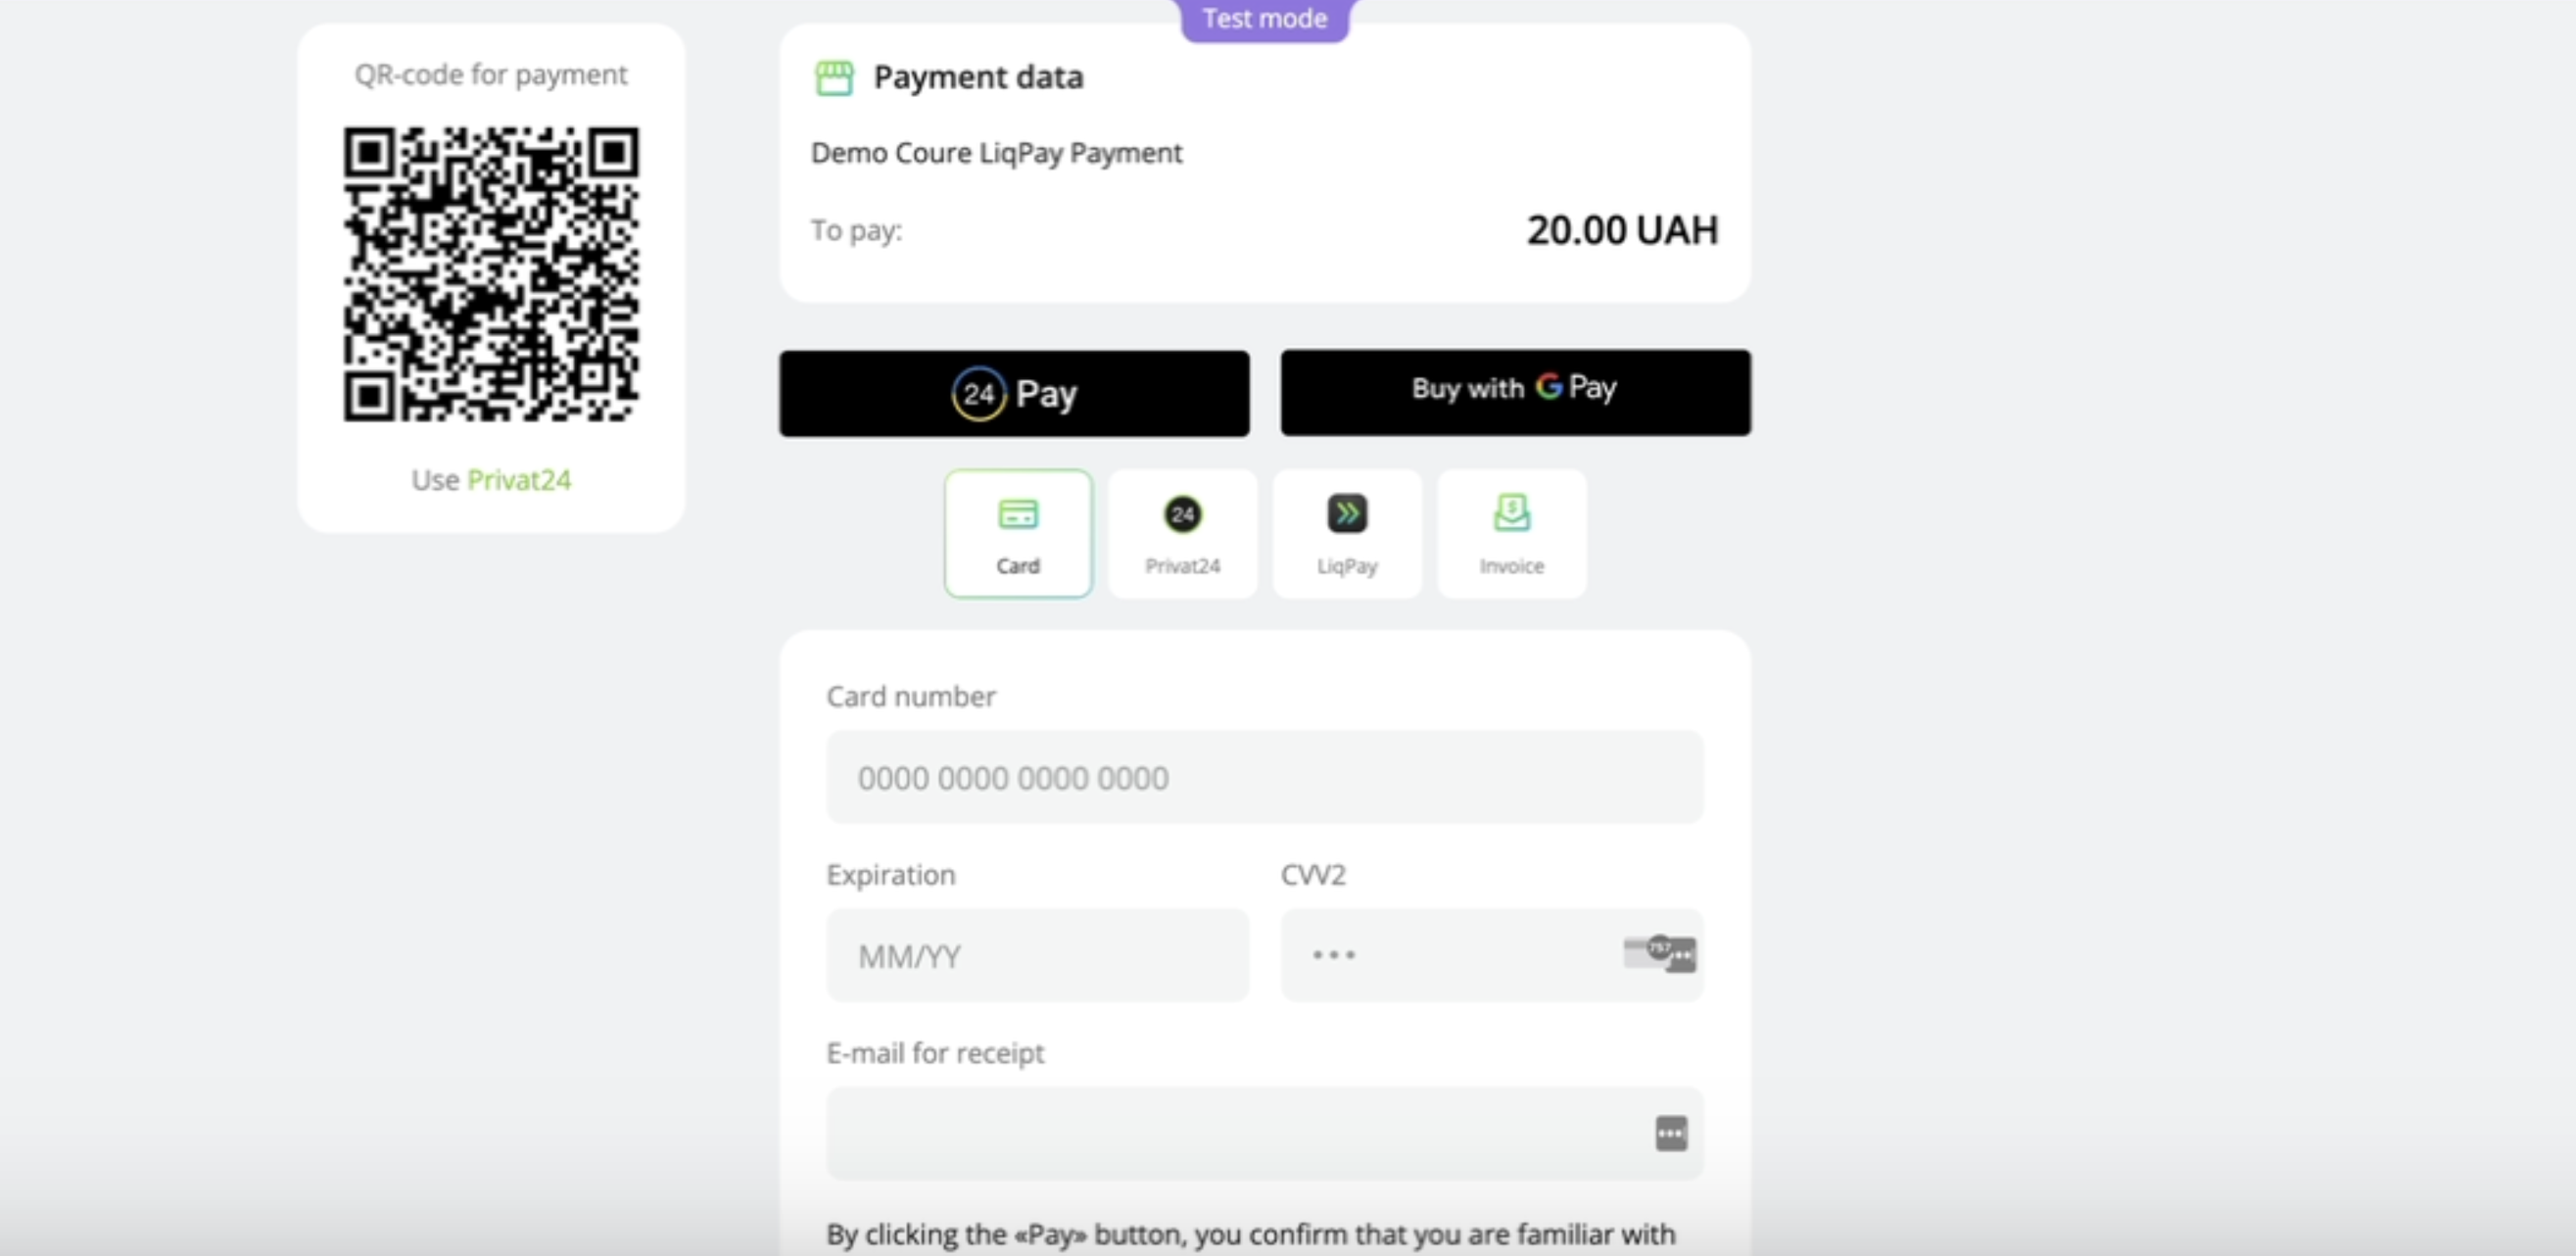 Test mode
QR-code for payment
Use Privat24
Payment data
Demo Coure LiqPay Payment
To pay:
20.00 UAH
24 Pay
Buy with G Pay
Card
24
Privat24
LiqPay
Invoice
Card number
0000 0000 0000 0000
Expiration
CVV2
MM/YY
757
E-mail for receipt
By clicking the «Pay» button, you confirm that you are familiar with